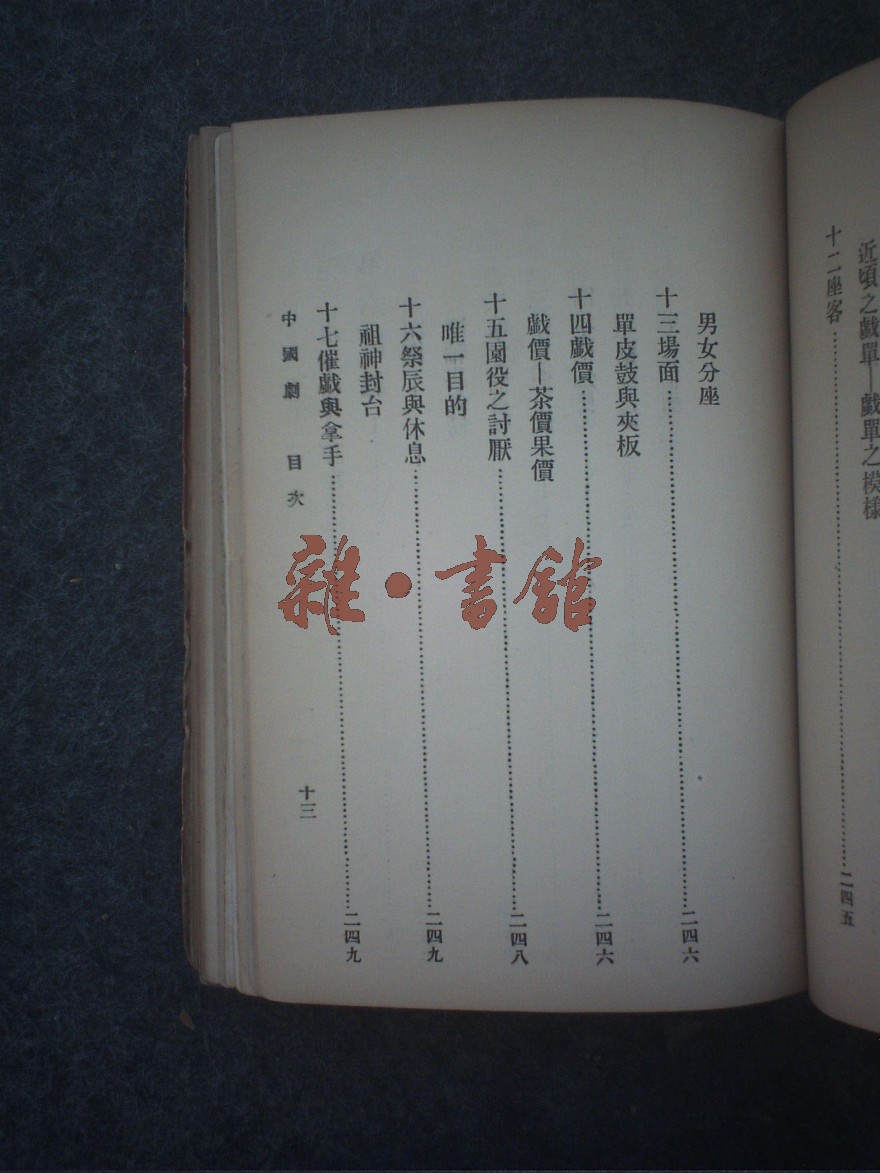 近頃之戲單—戲單之模樣
十二座客……二四五
男女分座
十三場面……二四六
單皮鼓與夾板
十四戲價……二四六
戲價—茶價果價
十五園役之討厭……二四八
唯一目的
十六祭辰與休息……二四九
祖神封台
十七催戲與拿手……二四九
中國劇 目次 十三
雜·書館